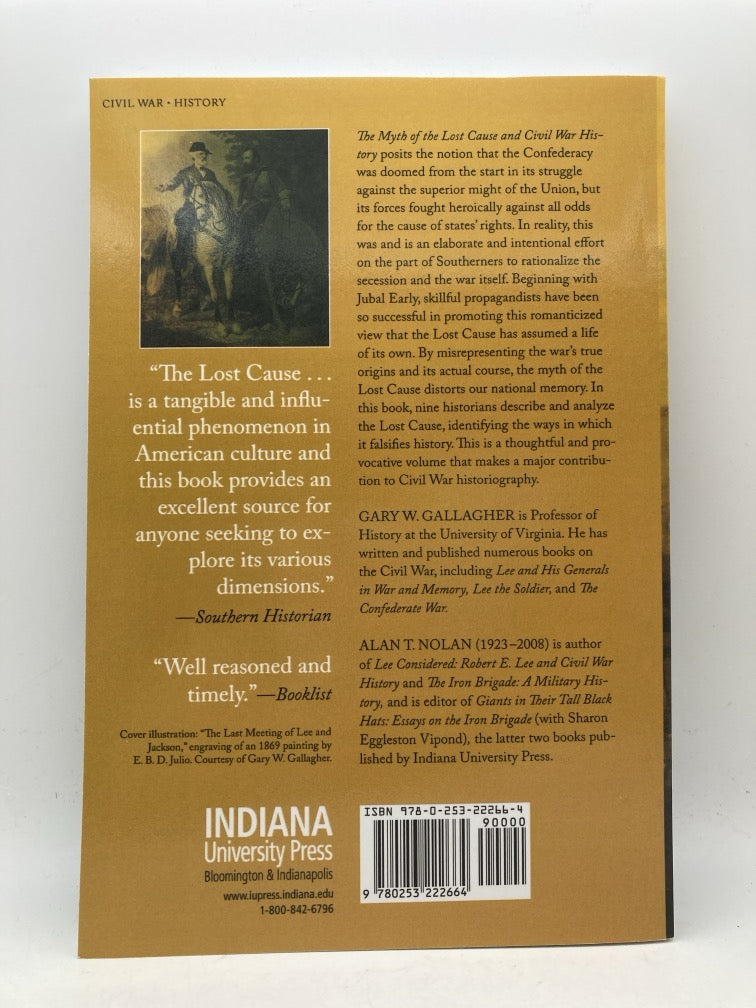 CIVIL WAR • HISTORY
“The Lost Cause . . .
is a tangible and influ-
ential phenomenon in
American culture and
this book provides an
excellent source for
anyone seeking to ex-
plore its various
dimensions.”
—Southern Historian
“Well reasoned and
timely.”—Booklist
Cover illustration: “The Last Meeting of Lee and
Jackson,” engraving of an 1869 painting by
E. B. D. Julio. Courtesy of Gary W. Gallagher.
INDIANA
University Press
Bloomington & Indianapolis
www.iupress.indiana.edu
1-800-842-6796
The Myth of the Lost Cause and Civil War His-
tory posits the notion that the Confederacy
was doomed from the start in its struggle
against the superior might of the Union, but
its forces fought heroically against all odds
for the cause of states’ rights. In reality, this
was and is an elaborate and intentional effort
on the part of Southerners to rationalize the
secession and the war itself. Beginning with
Jubal Early, skillful propagandists have been
so successful in promoting this romanticized
view that the Lost Cause has assumed a life
of its own. By misrepresenting the war’s true
origins and its actual course, the myth of the
Lost Cause distorts our national memory. In
this book, nine historians describe and analyze
the Lost Cause, identifying the ways in which
it falsifies history. This is a thoughtful and pro-
vocative volume that makes a major contribu-
tion to Civil War historiography.
GARY W. GALLAGHER is Professor of
History at the University of Virginia. He has
written and published numerous books on
the Civil War, including Lee and His Generals
in War and Memory, Lee the Soldier, and The
Confederate War.
ALAN T. NOLAN (1923–2008) is author
of Lee Considered: Robert E. Lee and Civil War
History and The Iron Brigade: A Military His-
tory, and is editor of Giants in Their Tall Black
Hats: Essays on the Iron Brigade (with Sharon
Eggleston Vipond), the latter two books pub-
lished by Indiana University Press.
ISBN 978-0-253-22266-4
90000
9 780253 222664